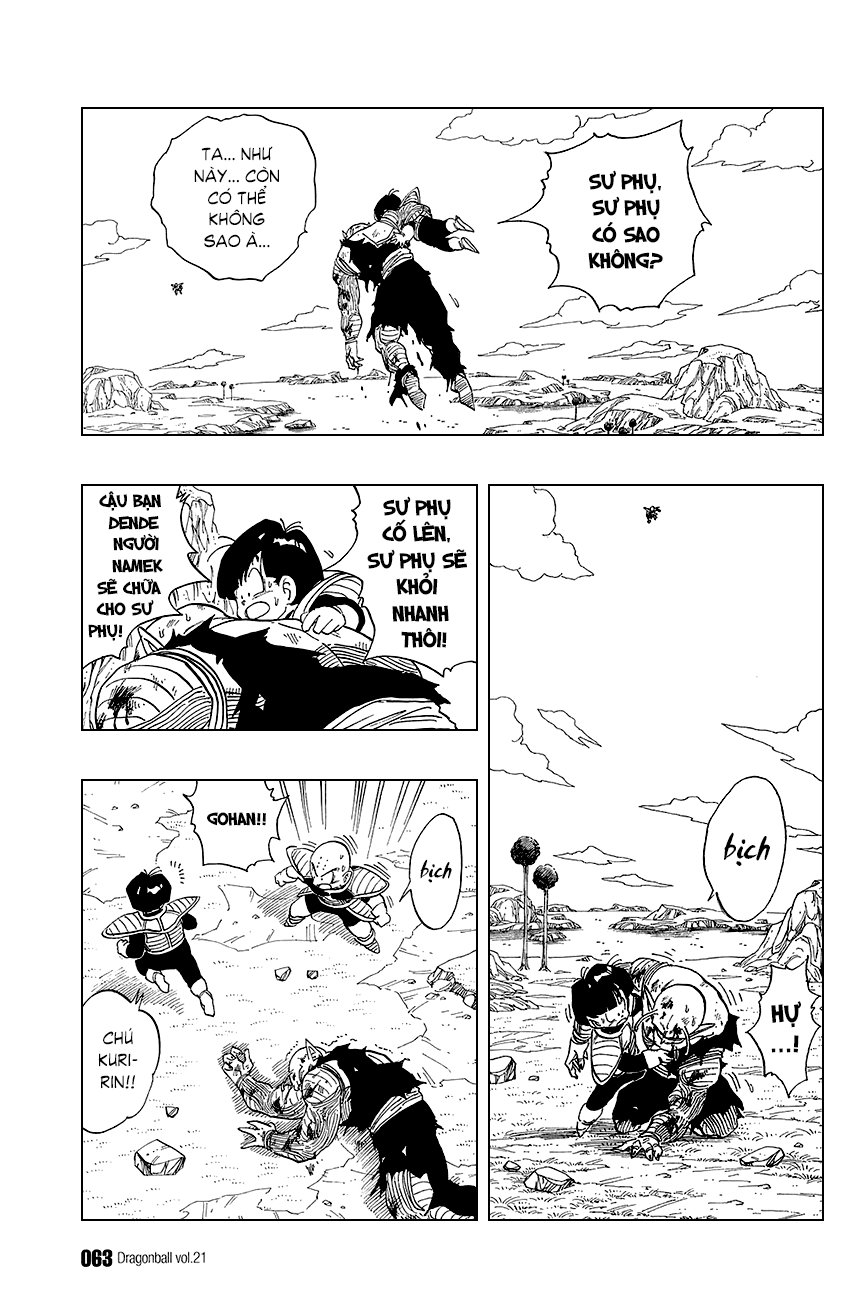 SƯ PHỤ,
SƯ PHỤ
CÓ SAO
KHÔNG?
TA... NHƯ
NÀY... CÒN
CÓ THỂ
KHÔNG
SAO À...
bịch
HỰ
...!
SƯ PHỤ
CỐ LÊN,
SƯ PHỤ SẼ
KHỎI
NHANH
THÔI!
CẬU BẠN
DENDE
NGƯỜI
NAMEK
SẼ CHỮA
CHO SƯ
PHỤ!
bịch
GOHAN!!
CHÚ
KURI-
RIN!!
063 Dragonball vol.21